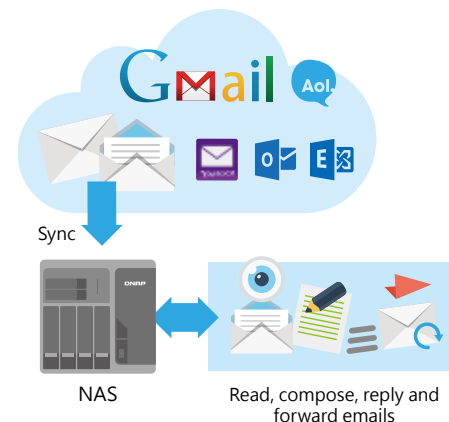 Gmail
Aol.
YAHOO!
O
E
Sync
QNAP
NAS
Read, compose, reply and
forward emails